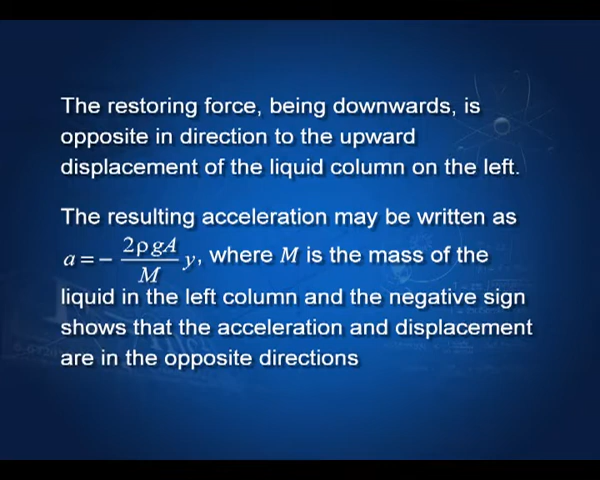 The restoring force, being downwards, is
opposite in direction to the upward
displacement of the liquid column on the left.
The resulting acceleration may be written as
a = − 2ρgA/M y, where M is the mass of the
liquid in the left column and the negative sign
shows that the acceleration and displacement
are in the opposite directions